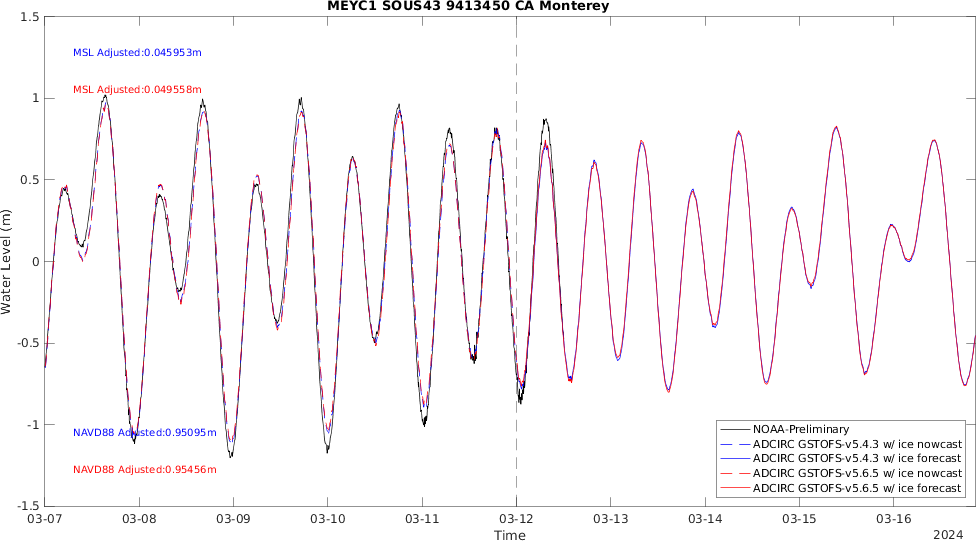 MEYC1 SOUS43 9413450 CA Monterey
1.5
MSL Adjusted:0.045953m
MSL Adjusted:0.049558m
1
0.5
Water Level (m)
0
-0.5
-1
NAVD88 Adjusted:0.95095m
NAVD88 Adjusted:0.95456m
-1.5
NOAA-Preliminary
ADCIRC GSTOFS-v5.4.3 w/ ice nowcast
ADCIRC GSTOFS-v5.4.3 w/ ice forecast
ADCIRC GSTOFS-v5.6.5 w/ ice nowcast
ADCIRC GSTOFS-v5.6.5 w/ ice forecast
03-07 03-08 03-09 03-10 03-11 03-12 03-13 03-14 03-15 03-16
Time
2024